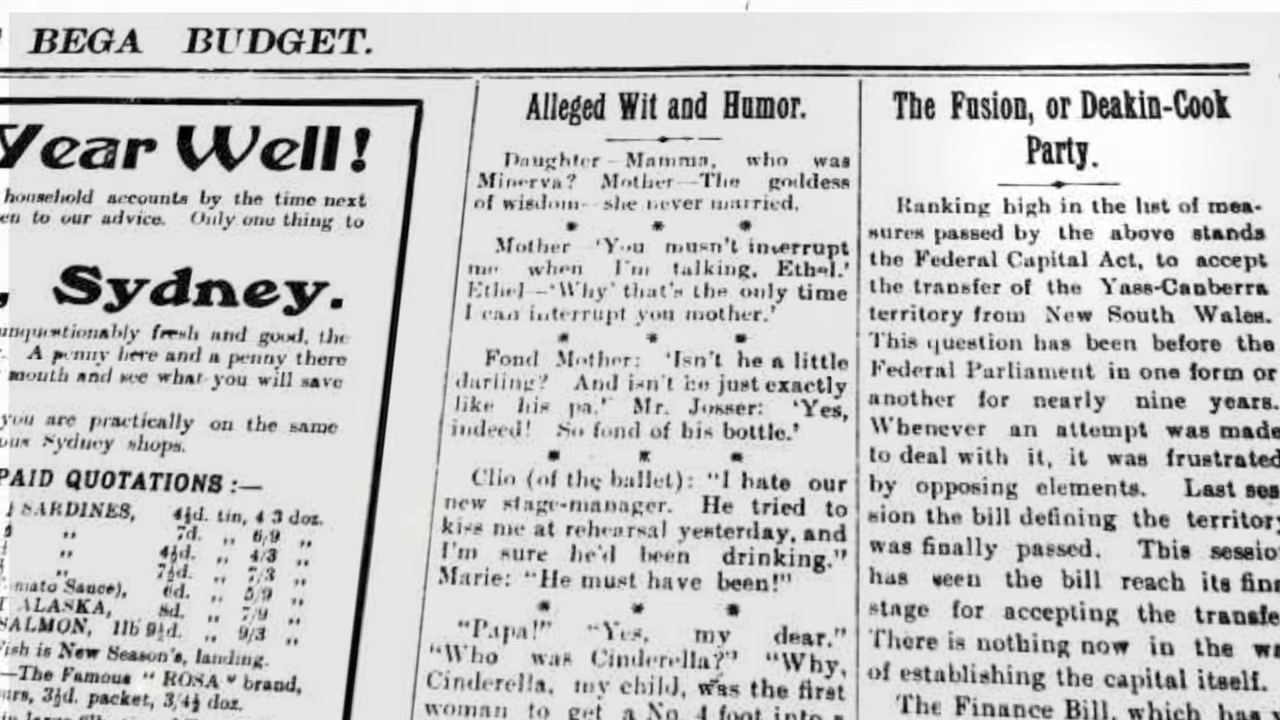 BEGA BUDGET.
Year Well!
household accounts by the time next
en to our advice. Only one thing to
Sydney.
unquestionably fresh and good, the
A penny here and a penny there
mouth and see what you will save
you are practically on the same
Sydney shops.
PAID QUOTATIONS :—
SARDINES, 4½d. tin, 4 3 doz.
„ 7d. „ 6/9 „
„ 4½d. „ 4/3 „
„ 7½d. „ 7/3 „
mato Sauce), 6d. „ 5/9 „
ALASKA, 8d. „ 7/9 „
SALMON, 1lb 9½d. „ 9/3 „
Fish is New Season's, landing.
—The Famous "ROSA" brand,
3½d. packet, 3/4½ doz.
Alleged Wit and Humor.
Daughter—Mamma, who was
Minerva? Mother—The goddess
of wisdom—she never married.
* * *
Mother—'You musn't interrupt
me when I'm talking, Ethel.'
Ethel—'Why' that's the only time
I can interrupt you mother.'
* * *
Fond Mother: 'Isn't he a little
darling? And isn't he just exactly
like his pa.' Mr. Josser: 'Yes,
indeed! So fond of his bottle.'
* * *
Clio (of the ballet): "I hate our
new stage-manager. He tried to
kiss me at rehearsal yesterday, and
I'm sure he'd been drinking."
Marie: "He must have been!"
* * *
"Papa!" "Yes, my dear."
"Who was Cinderella?" "Why,
Cinderella, my child, was the first
woman to get a No. 4 foot into a
The Fusion, or Deakin-Cook
Party.
Ranking high in the list of mea-
sures passed by the above stands
the Federal Capital Act, to accept
the transfer of the Yass-Canberra
territory from New South Wales.
This question has been before the
Federal Parliament in one form or
another for nearly nine years.
Whenever an attempt was made
to deal with it, it was frustrated
by opposing elements. Last ses
sion the bill defining the territory
was finally passed. This sessio
has seen the bill reach its fina
stage for accepting the transfe
There is nothing now in the wa
of establishing the capital itself.
The Finance Bill, which has